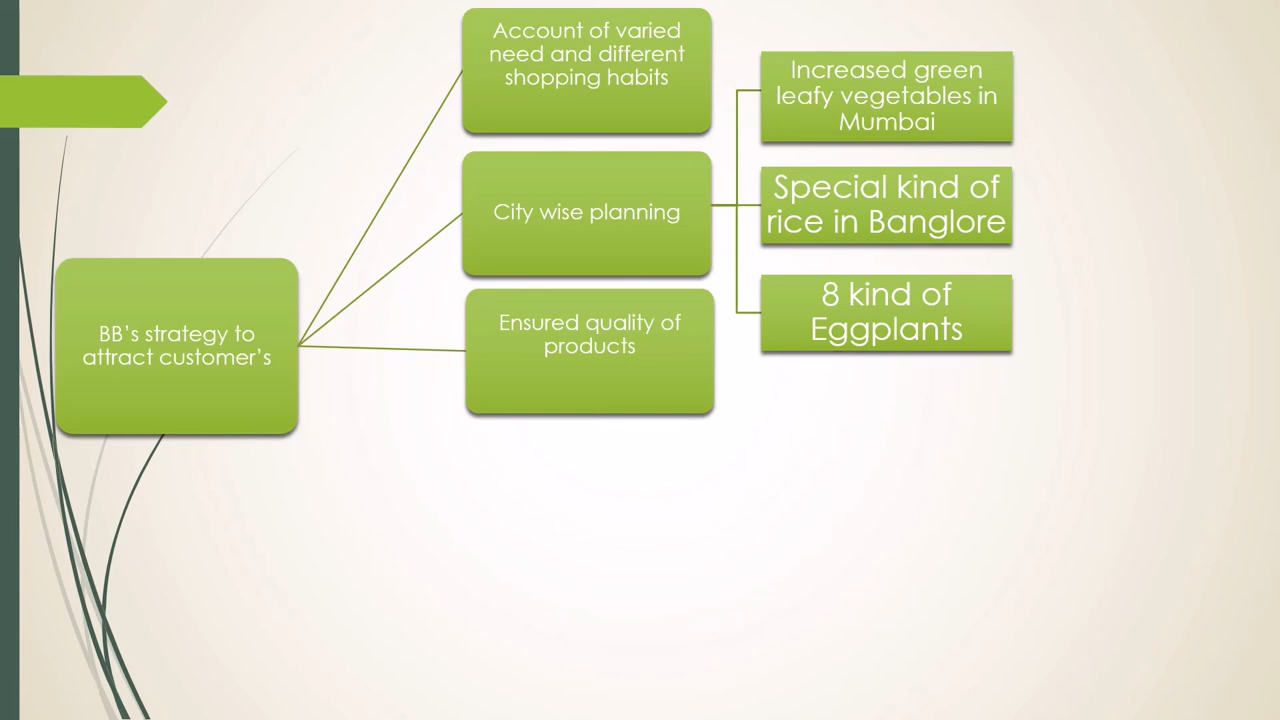 BB’s strategy to
attract customer’s
Account of varied
need and different
shopping habits
City wise planning
Ensured quality of
products
Increased green
leafy vegetables in
Mumbai
Special kind of
rice in Banglore
8 kind of
Eggplants